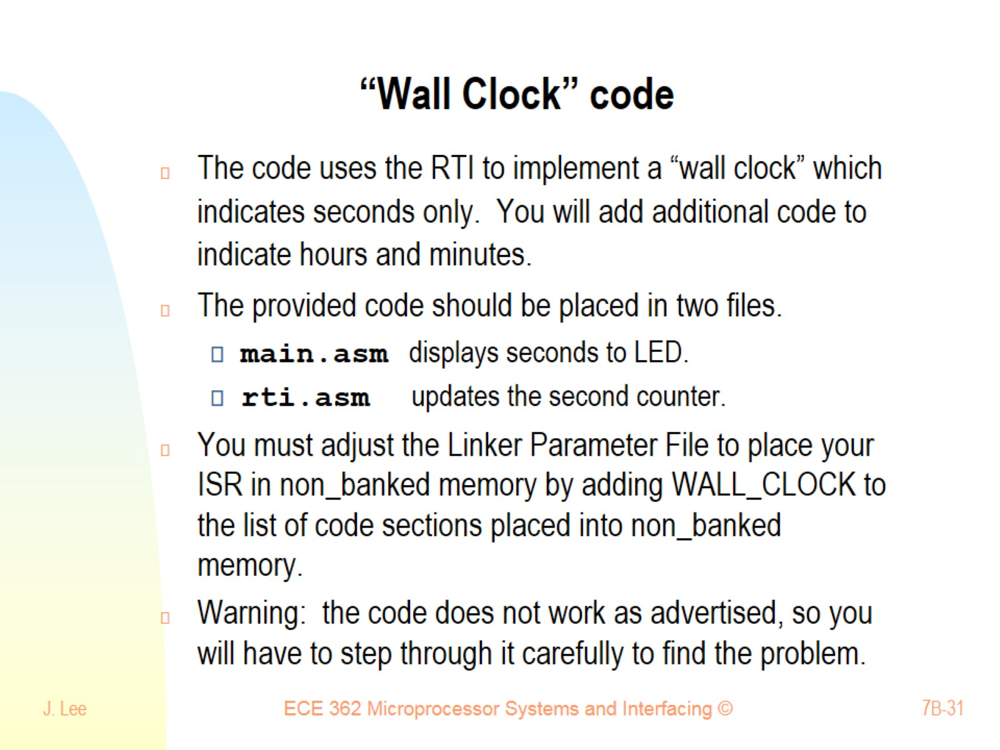 “Wall Clock” code
The code uses the RTI to implement a “wall clock” which
indicates seconds only.  You will add additional code to
indicate hours and minutes.
The provided code should be placed in two files.
main.asm displays seconds to LED.
rti.asm updates the second counter.
You must adjust the Linker Parameter File to place your
ISR in non_banked memory by adding WALL_CLOCK to
the list of code sections placed into non_banked
memory.
Warning:  the code does not work as advertised, so you
will have to step through it carefully to find the problem.
J. Lee ECE 362 Microprocessor Systems and Interfacing © 7B-31